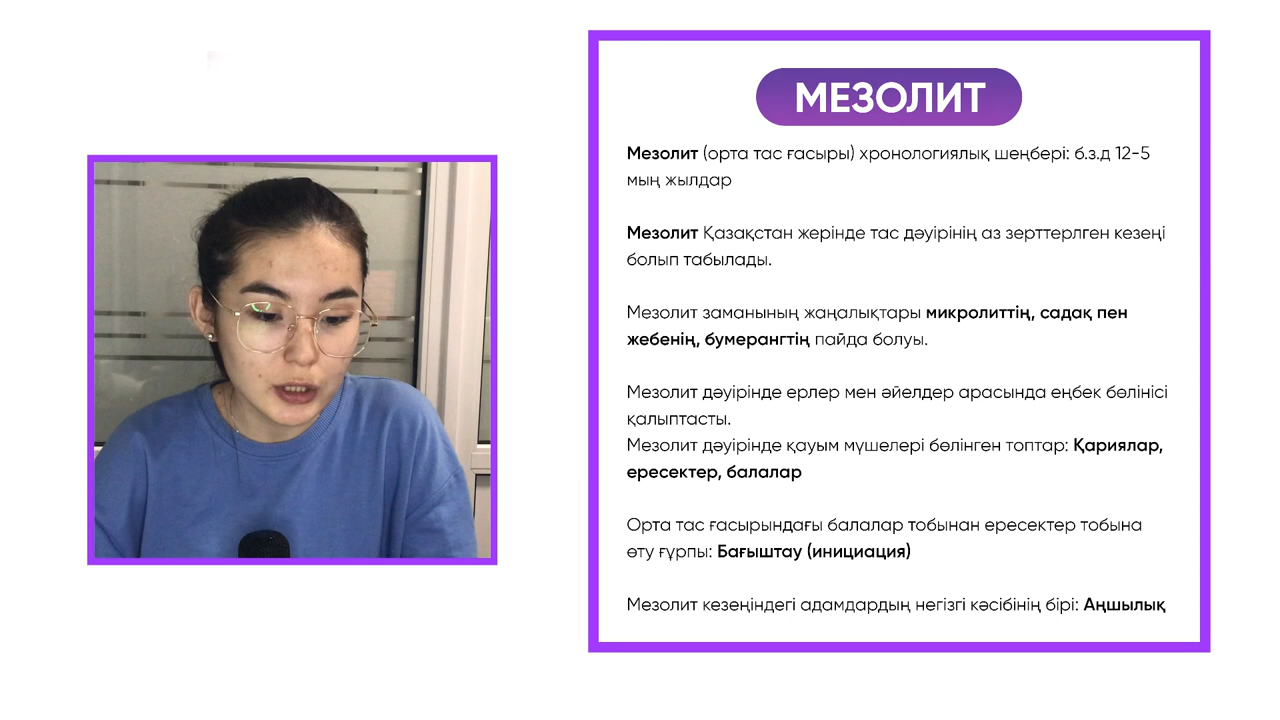 МЕЗОЛИТ
Мезолит (орта тас ғасыры) хронологиялық шеңбері: б.з.д 12-5
мың жылдар
Мезолит Қазақстан жерінде тас дәуірінің аз зерттерлген кезеңі
болып табылады.
Мезолит заманының жаңалықтары микролиттің, садақ пен
жебенің, бумерангтің пайда болуы.
Мезолит дәуірінде ерлер мен әйелдер арасында еңбек бөлінісі
қалыптасты.
Мезолит дәуірінде қауым мүшелері бөлінген топтар: Қариялар,
ересектер, балалар
Орта тас ғасырындағы балалар тобынан ересектер тобына
өту ғұрпы: Бағыштау (инициация)
Мезолит кезеңіндегі адамдардың негізгі кәсібінің бірі: Аңшылық